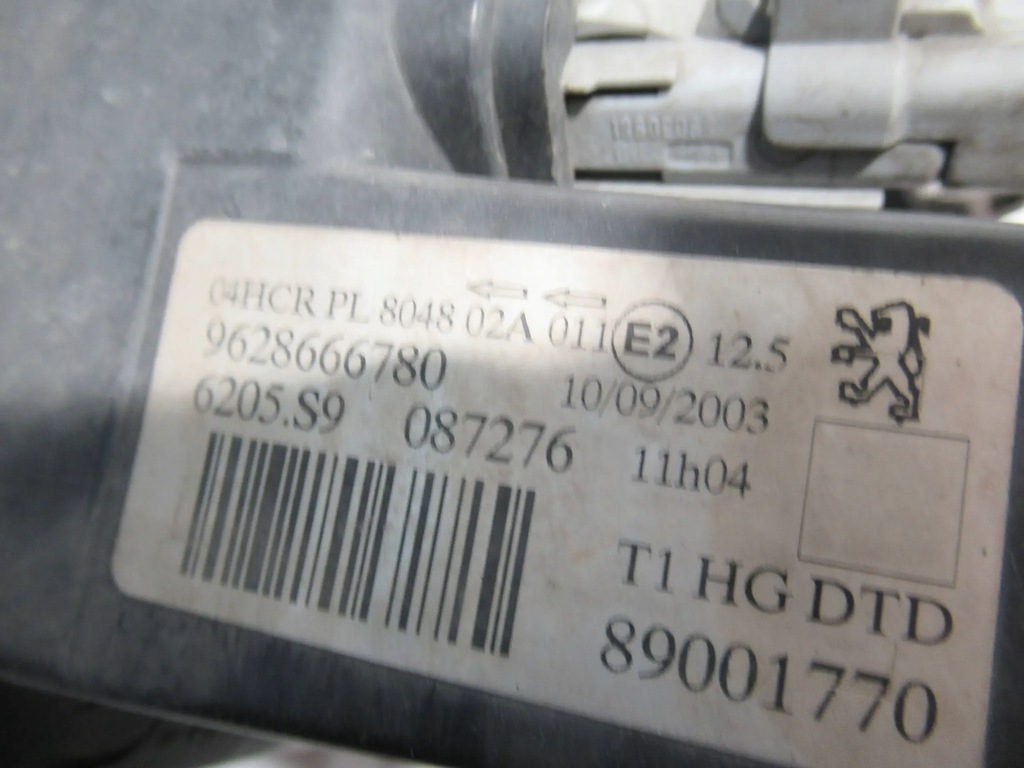 04HCR PL 8048 02A 011 E2 12.5
9628666780 10/09/2003
6205.S9 087276 11h04
T1 HG DTD
89001770